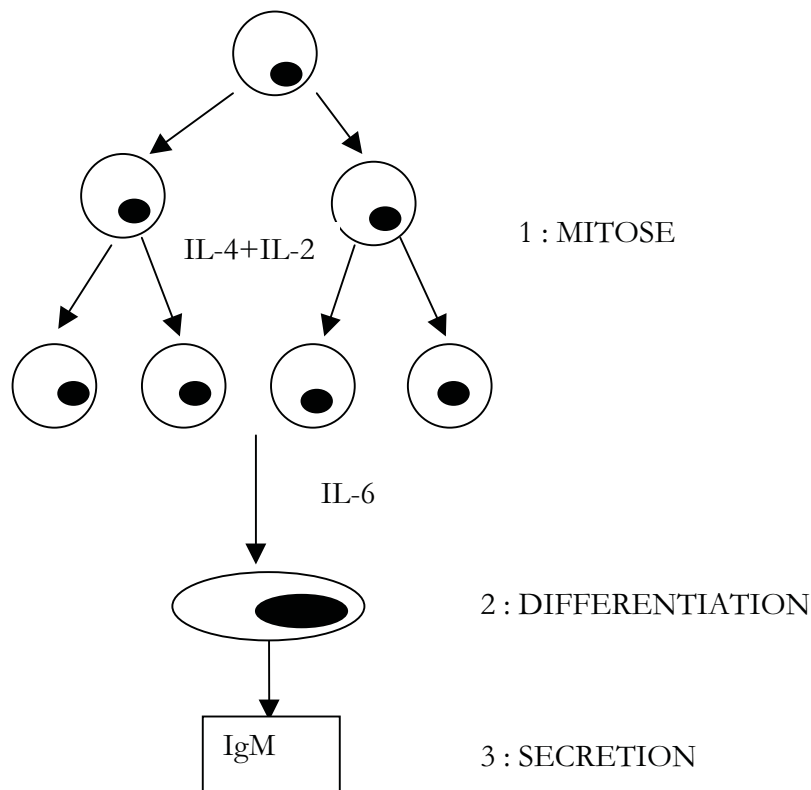 1 : MITOSE
IL-4+IL-2
IL-6
2 : DIFFERENTIATION
IgM
3 : SECRETION